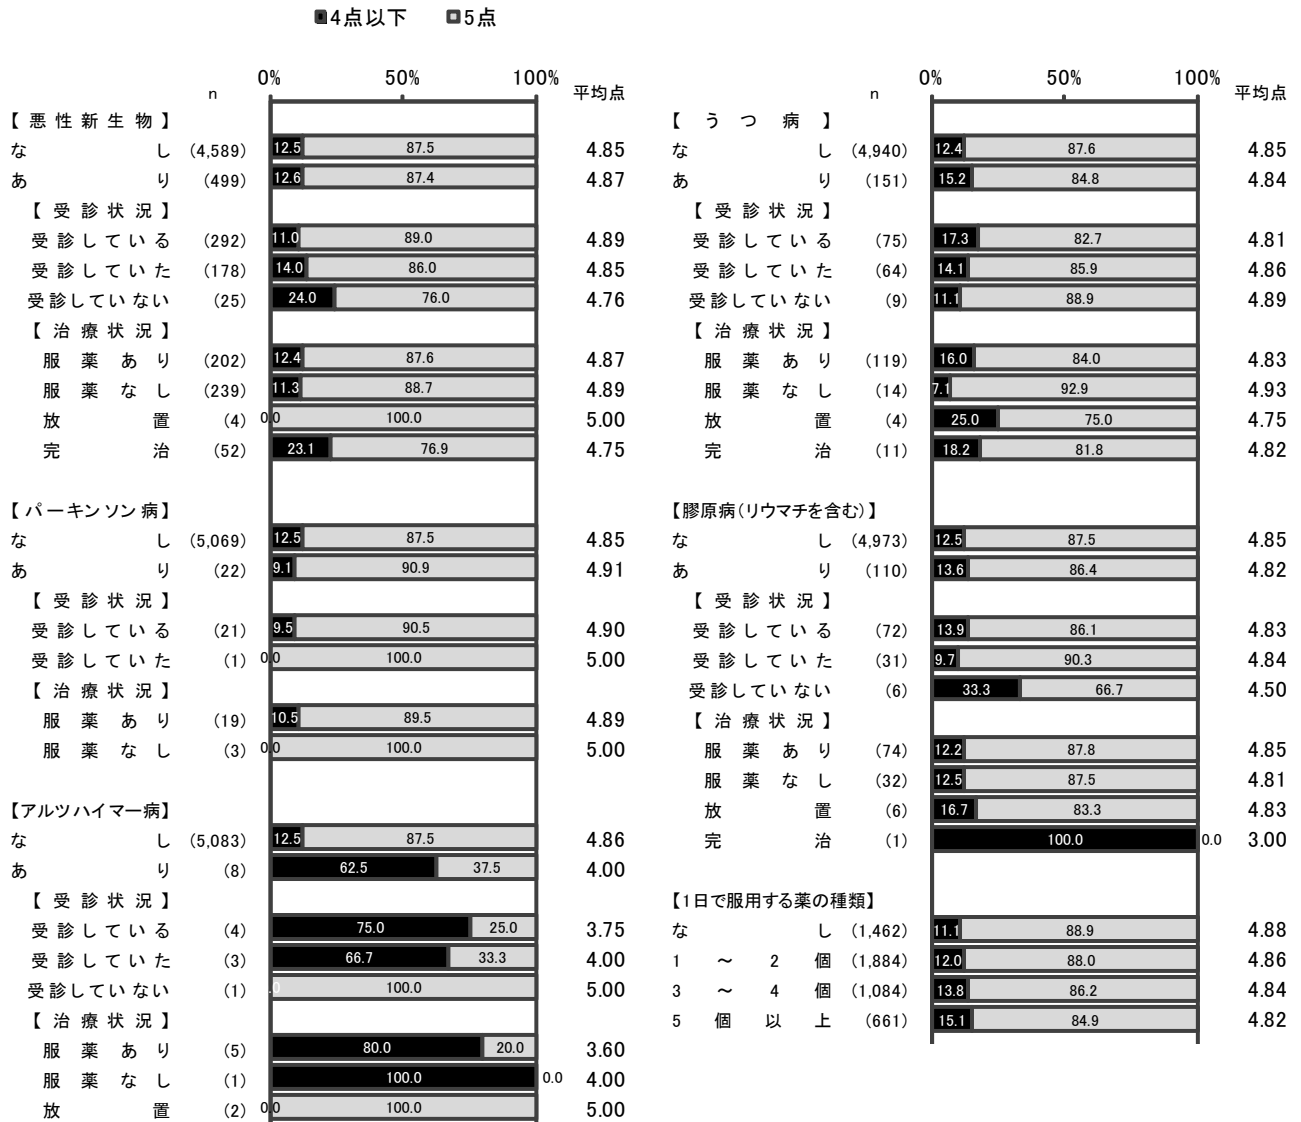 ■4点以下 □5点
0% 50% 100%
n 平均点
【悪性新生物】
なし (4,589) 12.5 87.5 4.85
あり (499) 12.6 87.4 4.87
【受診状況】
受診している (292) 11.0 89.0 4.89
受診していた (178) 14.0 86.0 4.85
受診していない (25) 24.0 76.0 4.76
【治療状況】
服薬あり (202) 12.4 87.6 4.87
服薬なし (239) 11.3 88.7 4.89
放置 (4) 0.0 100.0 5.00
完治 (52) 23.1 76.9 4.75
【パーキンソン病】
なし (5,069) 12.5 87.5 4.85
あり (22) 9.1 90.9 4.91
【受診状況】
受診している (21) 9.5 90.5 4.90
受診していた (1) 0.0 100.0 5.00
【治療状況】
服薬あり (19) 10.5 89.5 4.89
服薬なし (3) 0.0 100.0 5.00
【アルツハイマー病】
なし (5,083) 12.5 87.5 4.86
あり (8) 62.5 37.5 4.00
【受診状況】
受診している (4) 75.0 25.0 3.75
受診していた (3) 66.7 33.3 4.00
受診していない (1) .0 100.0 5.00
【治療状況】
服薬あり (5) 80.0 20.0 3.60
服薬なし (1) 100.0 0.0 4.00
放置 (2) 0.0 100.0 5.00
0% 50% 100%
n 平均点
【うつ病】
なし (4,940) 12.4 87.6 4.85
あり (151) 15.2 84.8 4.84
【受診状況】
受診している (75) 17.3 82.7 4.81
受診していた (64) 14.1 85.9 4.86
受診していない (9) 11.1 88.9 4.89
【治療状況】
服薬あり (119) 16.0 84.0 4.83
服薬なし (14) 7.1 92.9 4.93
放置 (4) 25.0 75.0 4.75
完治 (11) 18.2 81.8 4.82
【膠原病(リウマチを含む)】
なし (4,973) 12.5 87.5 4.85
あり (110) 13.6 86.4 4.82
【受診状況】
受診している (72) 13.9 86.1 4.83
受診していた (31) 9.7 90.3 4.84
受診していない (6) 33.3 66.7 4.50
【治療状況】
服薬あり (74) 12.2 87.8 4.85
服薬なし (32) 12.5 87.5 4.81
放置 (6) 16.7 83.3 4.83
完治 (1) 100.0 0.0 3.00
【1日で服用する薬の種類】
なし (1,462) 11.1 88.9 4.88
1～2個 (1,884) 12.0 88.0 4.86
3～4個 (1,084) 13.8 86.2 4.84
5個以上 (661) 15.1 84.9 4.82